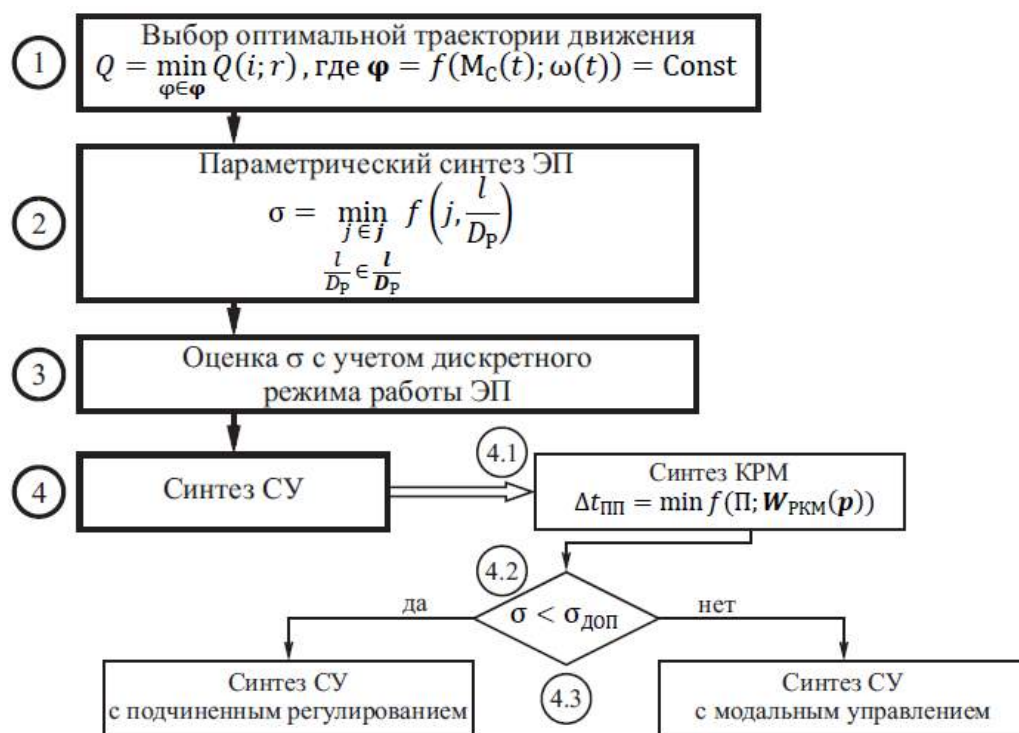 1
Выбор оптимальной траектории движения
Q = min Q(i; r), где φ = f(M_C(t); ω(t)) = Const
φ∈φ
2
Параметрический синтез ЭП
σ = min f(j, l/D_P)
j ∈ j
l/D_P ∈ l/D_P
3
Оценка σ с учетом дискретного
режима работы ЭП
4
Синтез СУ
4.1
Синтез КРМ
Δt_ПП = min f(П; W_РКМ(p))
4.2
да
σ < σ_ДОП
нет
4.3
Синтез СУ
с подчиненным регулированием
Синтез СУ
с модальным управлением